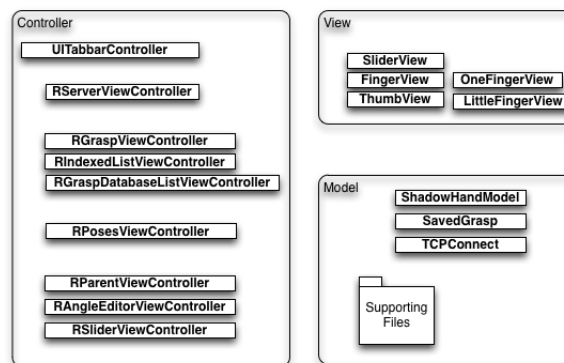 Controller
UITabbarController
RServerViewController
RGraspViewController
RIndexedListViewController
RGraspDatabaseListViewController
RPosesViewController
RParentViewController
RAngleEditorViewController
RSliderViewController
View
SliderView
FingerView
OneFingerView
ThumbView
LittleFingerView
Model
ShadowHandModel
SavedGrasp
TCPConnect
Supporting
Files